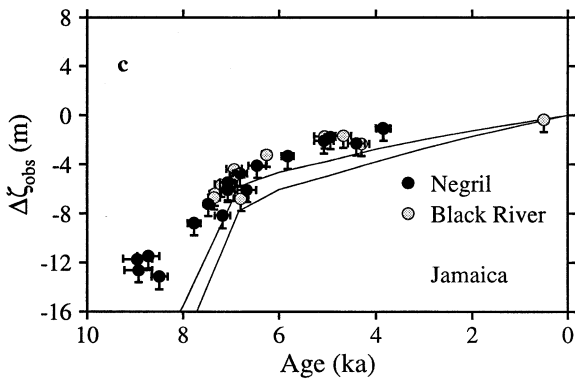 8
4
c
0
-4
-8
-12
-16
Δζobs (m)
Negril
Black River
Jamaica
10 8 6 4 2 0
Age (ka)